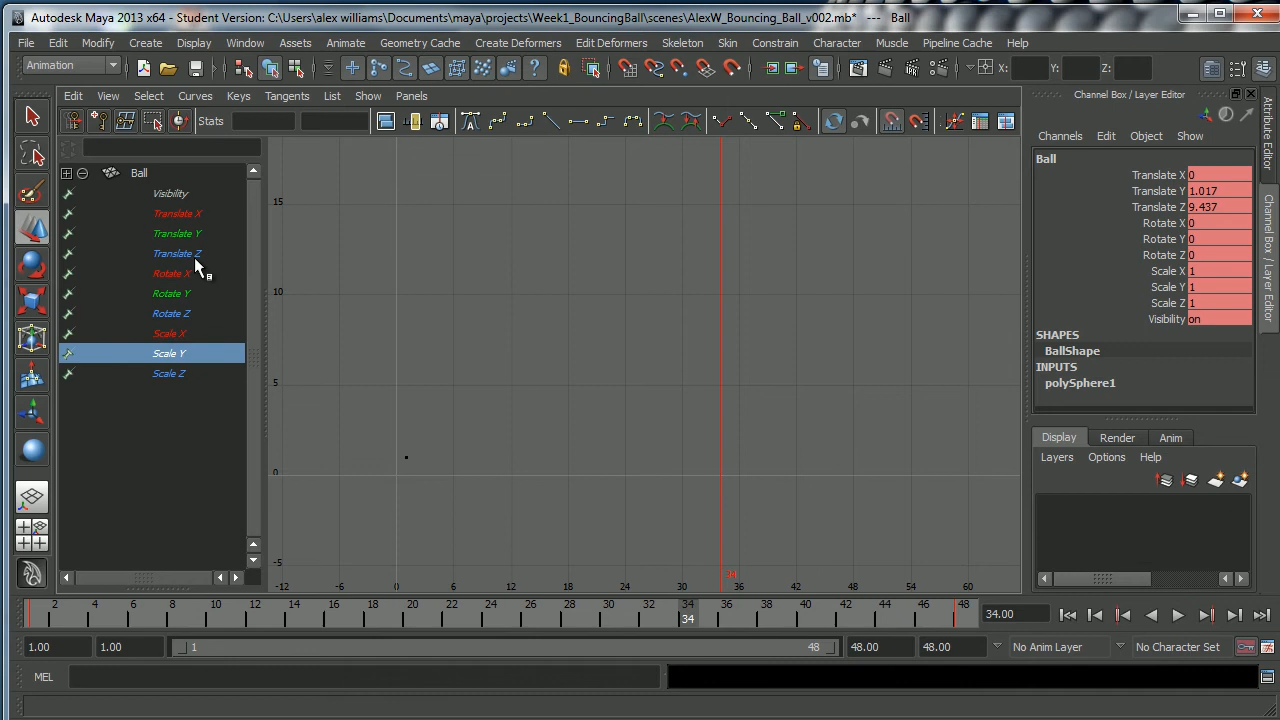 Autodesk Maya 2013 x64 - Student Version: C:\Users\alex williams\Documents\maya\projects\Week1_BouncingBall\scenes\AlexW_Bouncing_Ball_v002.mb* --- Ball
File Edit Modify Create Display Window Assets Animate Geometry Cache Create Deformers Edit Deformers Skeleton Skin Constrain Character Muscle Pipeline Cache Help
Animation X: Y: Z:
Edit View Select Curves Keys Tangents List Show Panels
Stats
Ball
Visibility
Translate X
Translate Y
Translate Z
Rotate X
Rotate Y
Rotate Z
Scale X
Scale Y
Scale Z
15
10
5
0
-5
34
-12 -6 0 6 12 18 24 30 36 42 48 54 60
Channel Box / Layer Editor
Channels Edit Object Show
Ball
Translate X 0
Translate Y 1.017
Translate Z 9.437
Rotate X 0
Rotate Y 0
Rotate Z 0
Scale X 1
Scale Y 1
Scale Z 1
Visibility on
SHAPES
BallShape
INPUTS
polySphere1
Display Render Anim
Layers Options Help
Attribute Editor
Channel Box / Layer Editor
2 4 6 8 10 12 14 16 18 20 22 24 26 28 30 32 34 36 38 40 42 44 46 48
34
34.00
1.00 1.00 1 48 48.00 48.00 No Anim Layer No Character Set
MEL